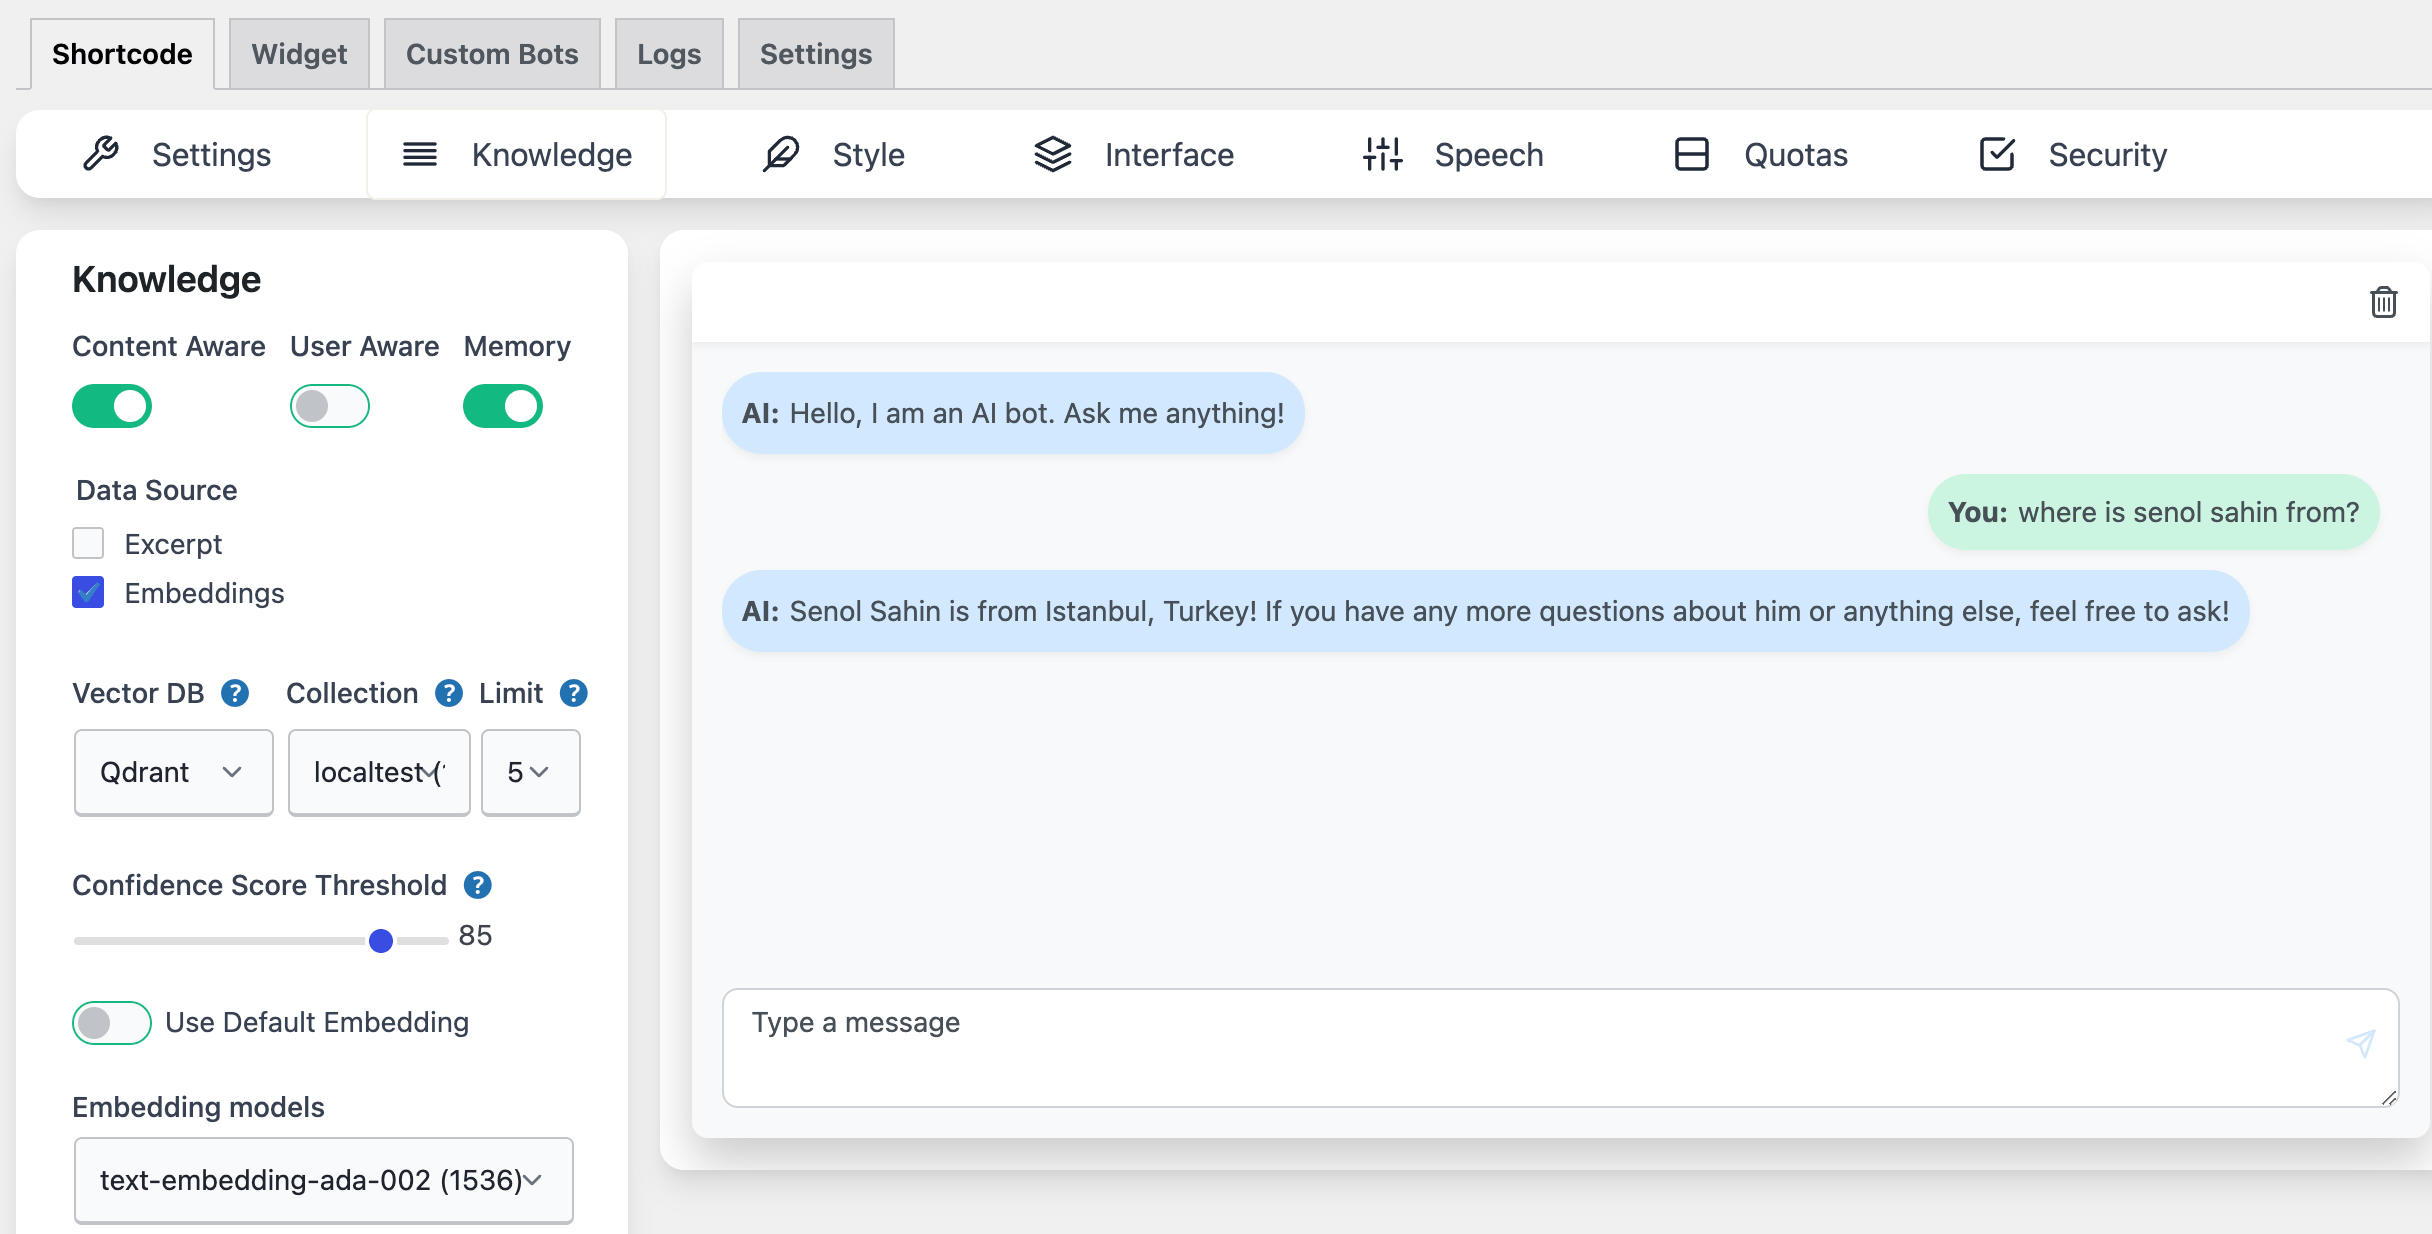 Shortcode Widget Custom Bots Logs Settings
Settings Knowledge Style Interface Speech Quotas Security
Knowledge
Content Aware User Aware Memory
Data Source
Excerpt
Embeddings
Vector DB ? Collection ? Limit ?
Qdrant localtest ( 5
Confidence Score Threshold ?
85
Use Default Embedding
Embedding models
text-embedding-ada-002 (1536)
AI: Hello, I am an AI bot. Ask me anything!
You: where is senol sahin from?
AI: Senol Sahin is from Istanbul, Turkey! If you have any more questions about him or anything else, feel free to ask!
Type a message